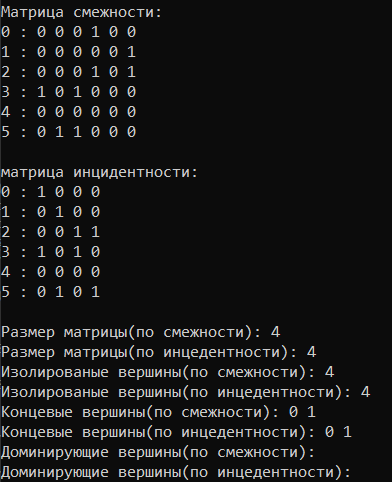 Матрица смежности:
0 : 0 0 0 1 0 0
1 : 0 0 0 0 0 1
2 : 0 0 0 1 0 1
3 : 1 0 1 0 0 0
4 : 0 0 0 0 0 0
5 : 0 1 1 0 0 0
матрица инцидентности:
0 : 1 0 0 0
1 : 0 1 0 0
2 : 0 0 1 1
3 : 1 0 1 0
4 : 0 0 0 0
5 : 0 1 0 1
Размер матрицы(по смежности): 4
Размер матрицы(по инцедентности): 4
Изолированые вершины(по смежности): 4
Изолированые вершины(по инцедентности): 4
Концевые вершины(по смежности): 0 1
Концевые вершины(по инцедентности): 0 1
Доминирующие вершины(по смежности):
Доминирующие вершины(по инцедентности):